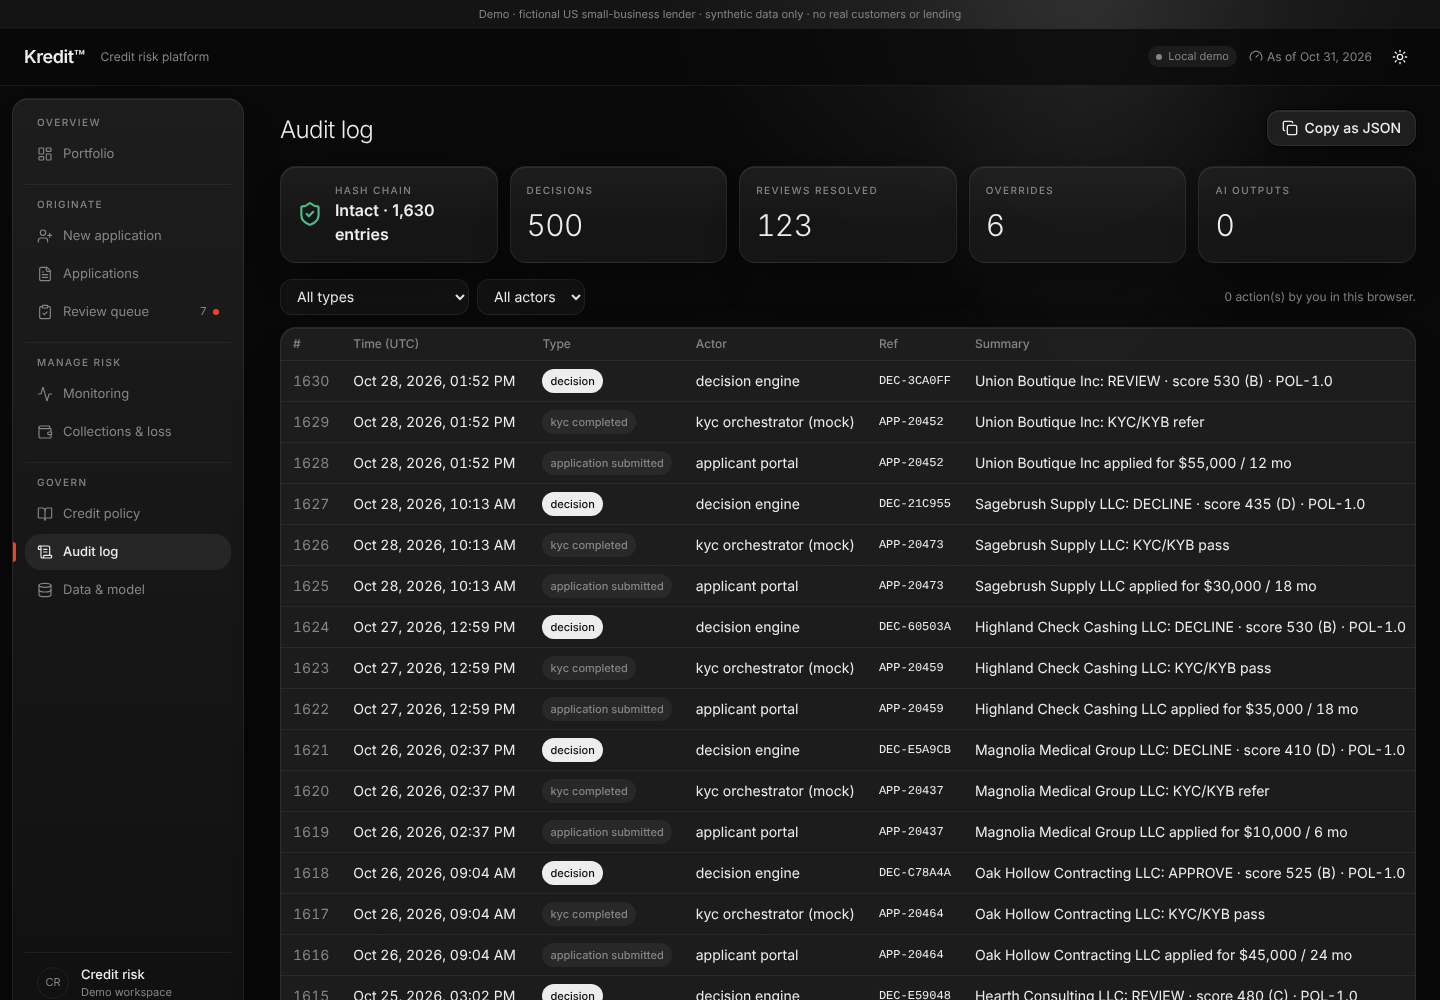 Demo · fictional US small-business lender · synthetic data only · no real customers or lending
Kredit™ Credit risk platform
Local demo As of Oct 31, 2026
OVERVIEW
Portfolio
ORIGINATE
New application
Applications
Review queue 7
MANAGE RISK
Monitoring
Collections & loss
GOVERN
Credit policy
Audit log
Data & model
CR Credit risk
Demo workspace
Audit log
Copy as JSON
HASH CHAIN
Intact · 1,630
entries
DECISIONS
500
REVIEWS RESOLVED
123
OVERRIDES
6
AI OUTPUTS
0
All types All actors 0 action(s) by you in this browser.
# Time (UTC) Type Actor Ref Summary
1630 Oct 28, 2026, 01:52 PM decision decision engine DEC-3CA0FF Union Boutique Inc: REVIEW · score 530 (B) · POL-1.0
1629 Oct 28, 2026, 01:52 PM kyc completed kyc orchestrator (mock) APP-20452 Union Boutique Inc: KYC/KYB refer
1628 Oct 28, 2026, 01:52 PM application submitted applicant portal APP-20452 Union Boutique Inc applied for $55,000 / 12 mo
1627 Oct 28, 2026, 10:13 AM decision decision engine DEC-21C955 Sagebrush Supply LLC: DECLINE · score 435 (D) · POL-1.0
1626 Oct 28, 2026, 10:13 AM kyc completed kyc orchestrator (mock) APP-20473 Sagebrush Supply LLC: KYC/KYB pass
1625 Oct 28, 2026, 10:13 AM application submitted applicant portal APP-20473 Sagebrush Supply LLC applied for $30,000 / 18 mo
1624 Oct 27, 2026, 12:59 PM decision decision engine DEC-60503A Highland Check Cashing LLC: DECLINE · score 530 (B) · POL-1.0
1623 Oct 27, 2026, 12:59 PM kyc completed kyc orchestrator (mock) APP-20459 Highland Check Cashing LLC: KYC/KYB pass
1622 Oct 27, 2026, 12:59 PM application submitted applicant portal APP-20459 Highland Check Cashing LLC applied for $35,000 / 18 mo
1621 Oct 26, 2026, 02:37 PM decision decision engine DEC-E5A9CB Magnolia Medical Group LLC: DECLINE · score 410 (D) · POL-1.0
1620 Oct 26, 2026, 02:37 PM kyc completed kyc orchestrator (mock) APP-20437 Magnolia Medical Group LLC: KYC/KYB refer
1619 Oct 26, 2026, 02:37 PM application submitted applicant portal APP-20437 Magnolia Medical Group LLC applied for $10,000 / 6 mo
1618 Oct 26, 2026, 09:04 AM decision decision engine DEC-C78A4A Oak Hollow Contracting LLC: APPROVE · score 525 (B) · POL-1.0
1617 Oct 26, 2026, 09:04 AM kyc completed kyc orchestrator (mock) APP-20464 Oak Hollow Contracting LLC: KYC/KYB pass
1616 Oct 26, 2026, 09:04 AM application submitted applicant portal APP-20464 Oak Hollow Contracting LLC applied for $45,000 / 24 mo
1615 Oct 25, 2026, 03:02 PM decision decision engine DEC-E59048 Hearth Consulting LLC: REVIEW · score 480 (C) · POL-1.0